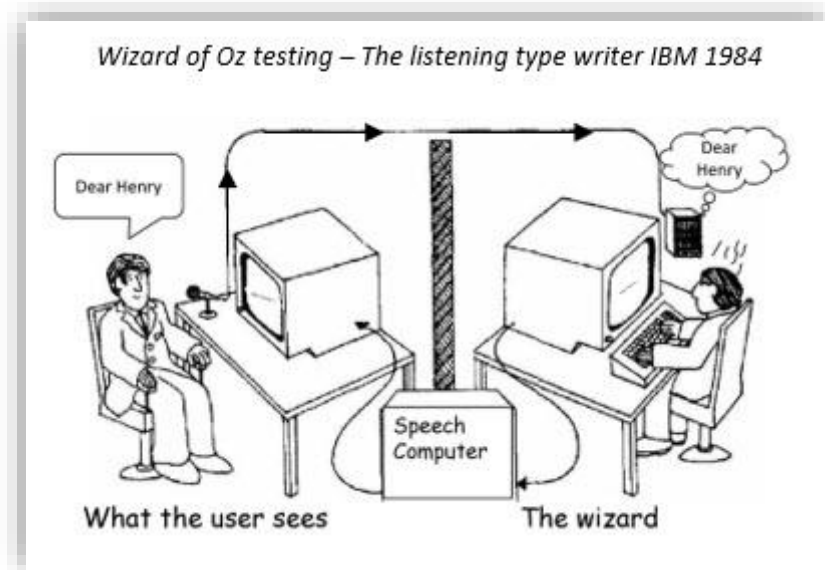 Wizard of Oz testing – The listening type writer IBM 1984
Dear Henry
Dear
Henry
Speech
Computer
What the user sees
The wizard